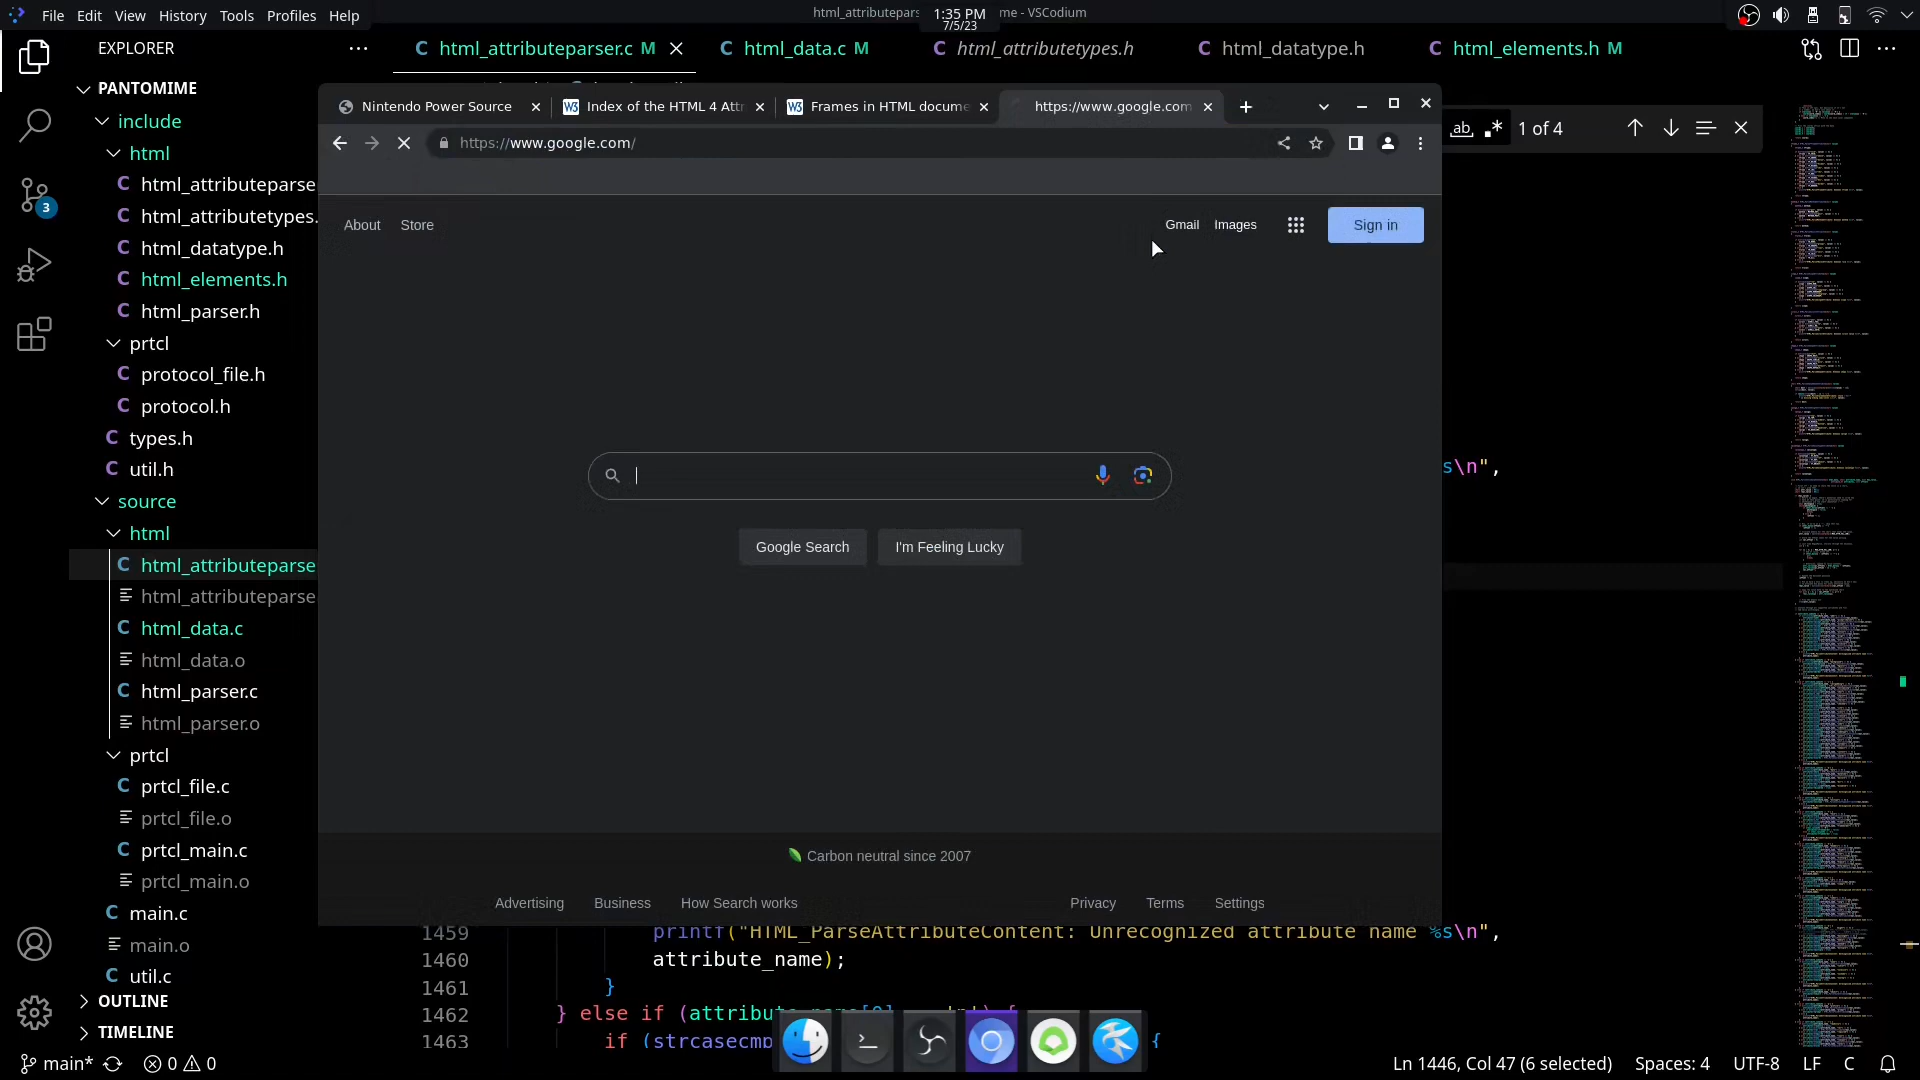 File Edit View History Tools Profiles Help
html_attributepars
me - VSCodium
1:35 PM
7/5/23
EXPLORER
html_attributeparser.c M
html_data.c M
html_attributetypes.h
html_datatype.h
html_elements.h M
PANTOMIME
include
html
html_attributeparse
html_attributetypes.
html_datatype.h
html_elements.h
html_parser.h
prtcl
protocol_file.h
protocol.h
types.h
util.h
source
html
html_attributeparse
html_attributeparse
html_data.c
html_data.o
html_parser.c
html_parser.o
prtcl
prtcl_file.c
prtcl_file.o
prtcl_main.c
prtcl_main.o
main.c
main.o
util.c
OUTLINE
TIMELINE
3
Nintendo Power Source
Index of the HTML 4 Attr
Frames in HTML docume
https://www.google.com
https://www.google.com/
ab
1 of 4
About Store
Gmail Images
Sign in
Google Search
I'm Feeling Lucky
Carbon neutral since 2007
Advertising Business How Search works
Privacy Terms Settings
s\n",
1459 printf("HTML_ParseAttributeContent: Unrecognized attribute name %s\n",
1460 attribute_name);
1461 }
1462 } else if (attribut
1463 if (strcasecmp
{
main* 0 0
Ln 1446, Col 47 (6 selected) Spaces: 4 UTF-8 LF C